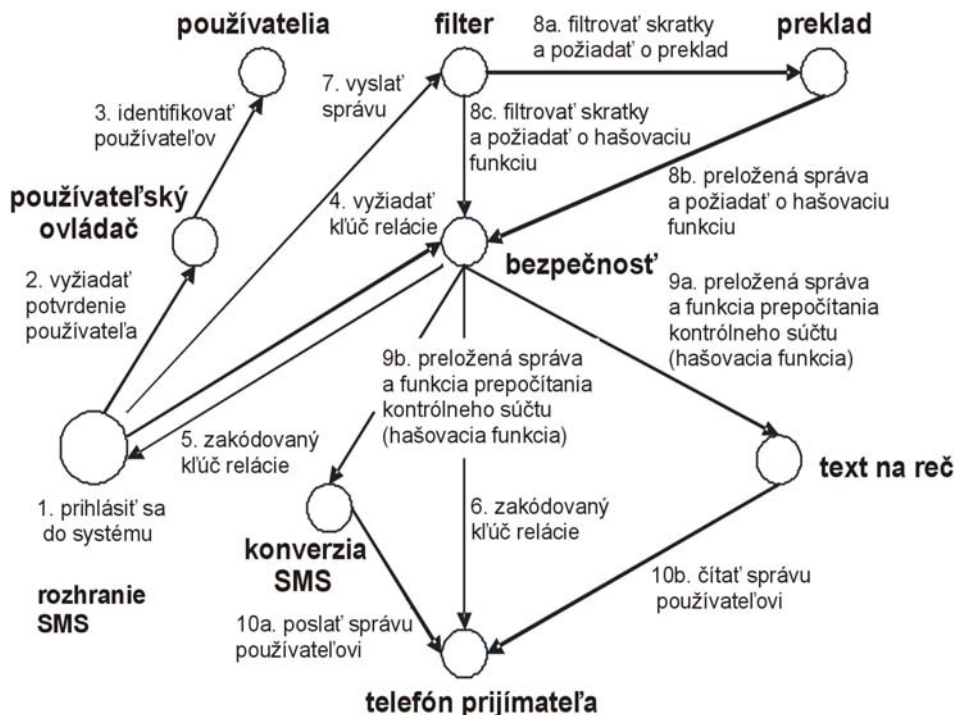 používatelia
filter
8a. filtrovať skratky
a požiadať o preklad
preklad
3. identifikovať
používateľov
7. vyslať
správu
8c. filtrovať skratky
a požiadať o hašovaciu
funkciu
8b. preložená správa
a požiadať o hašovaciu
funkciu
používateľský
ovládač
4. vyžiadať
kľúč relácie
bezpečnosť
2. vyžiadať
potvrdenie
používateľa
9a. preložená správa
a funkcia prepočítania
kontrólneho súčtu
(hašovacia funkcia)
9b. preložená správa
a funkcia prepočítania
kontrólneho súčtu
(hašovacia funkcia)
5. zakódovaný
kľúč relácie
text na reč
1. prihlásiť sa
do systému
6. zakódovaný
kľúč relácie
konverzia
SMS
rozhranie
SMS
10b. čítať správu
používateľovi
10a. poslať správu
používateľovi
telefón prijímateľa